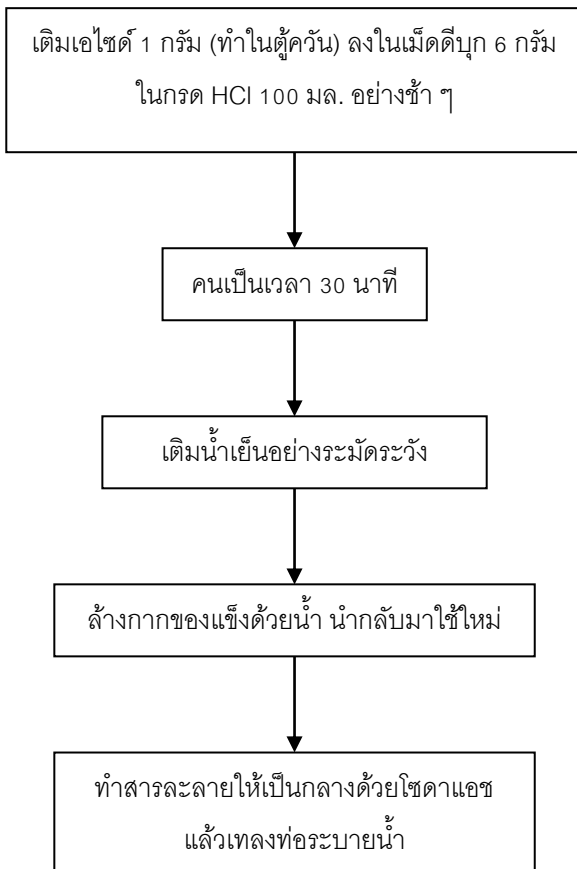 เติมเอไซด์ 1 กรัม (ทำในตู้ควัน) ลงในเม็ดดีบุก 6 กรัม
ในกรด HCl 100 มล. อย่างช้า ๆ
คนเป็นเวลา 30 นาที
เติมน้ำเย็นอย่างระมัดระวัง
ล้างกากของแข็งด้วยน้ำ นำกลับมาใช้ใหม่
ทำสารละลายให้เป็นกลางด้วยโซดาแอช
แล้วเทลงท่อระบายน้ำ